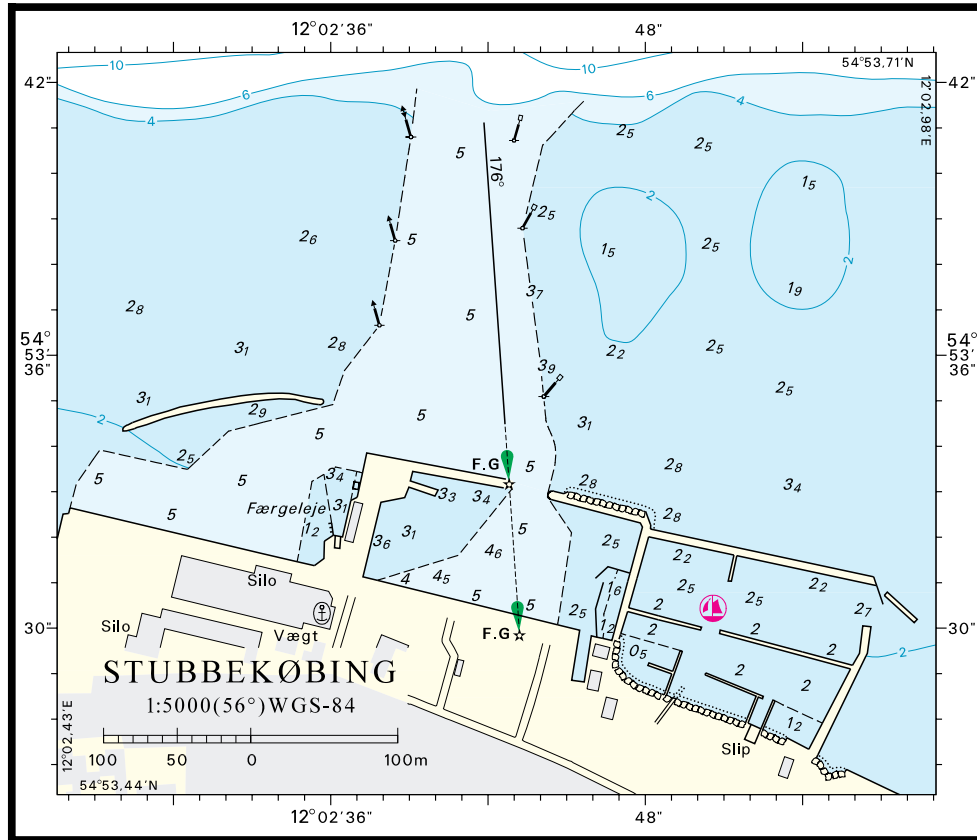 12°02'36" 48"
54°53,71'N
42" 10 10 42"
6 6
4 4 12°02,98'E
5 2₅ 2₅
176° 1₅
2 2₅
2₆ 5 1₅ 2₅ 2
3₇ 1₉
2₈ 5
54° 53' 36" 3₁ 2₈ 2₂ 2₅ 54° 53' 36"
3₉ 2₅
3₁ 2₉ 5 3₁
2 5
2₅ F.G 5 2₈
5 3₄ 3₃ 3₄ 2₈ 3₄
Færgeleje 3₁
5 1₂ 2₈
3₆ 3₁ 5 2₅
4₆ 2₂
Silo 4 4₅ 1₆ 2₅ 2₂
5 5 2₅ 2 2₅ 2₇
Silo Vægt F.G 1₂ 2 2 30"
30" 0₅ 2 2
STUBBEKØBING 2
1:5000(56°)WGS-84 1₂
12°02,43'E
100 50 0 100m Slip
54°53,44'N
12°02'36" 48"